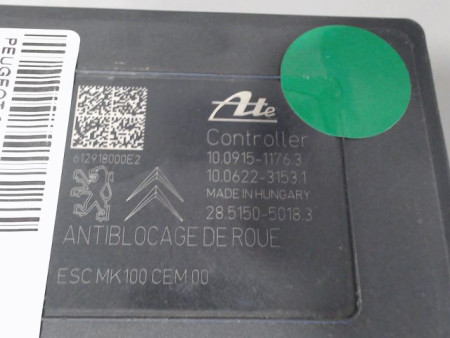 PEUGEOT
Ate
Controller
612918000E2
10.0915-1176.3
10.0622-3153.1
MADE IN HUNGARY
28.5150-5018.3
ANTIBLOCAGE DE ROUE
ESC MK100 CEM 00